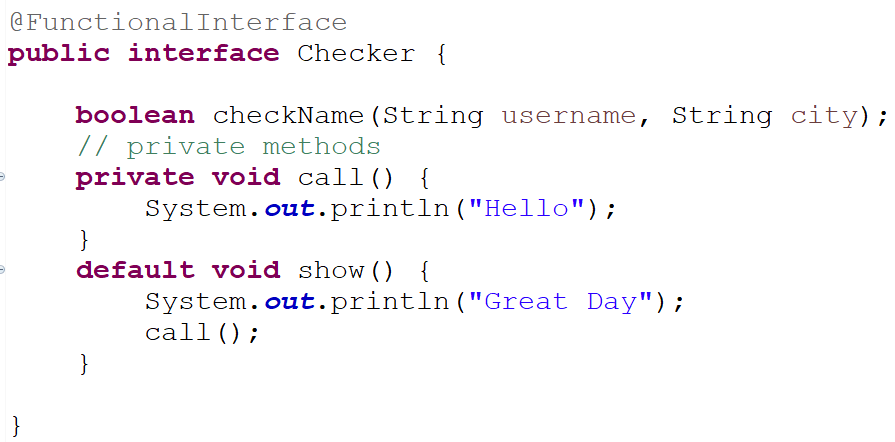 @FunctionalInterface
public interface Checker {
boolean checkName(String username, String city);
// private methods
private void call() {
System.out.println("Hello");
}
default void show() {
System.out.println("Great Day");
call();
}
}